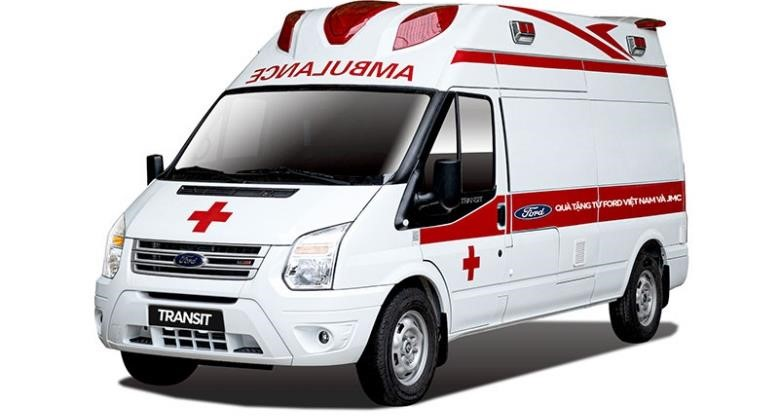 AMBULANCE
TRANSIT
Ford
QUÀ TẶNG TỪ FORD VIỆT NAM VÀ JMC
Ford
TRANSIT